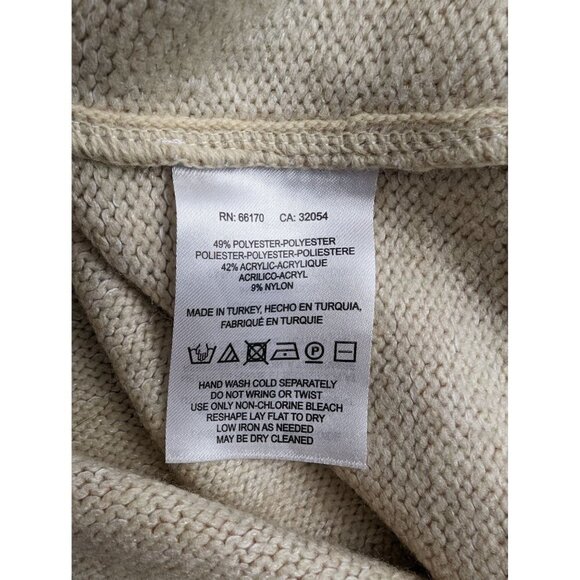 RN: 66170 CA: 32054
49% POLYESTER-POLYESTER
POLIESTER-POLYESTER-POLIESTERE
42% ACRYLIC-ACRYLIQUE
ACRILICO-ACRYL
9% NYLON
MADE IN TURKEY, HECHO EN TURQUIA,
FABRIQUÉ EN TURQUIE
P
HAND WASH COLD SEPARATELY
DO NOT WRING OR TWIST
USE ONLY NON-CHLORINE BLEACH
RESHAPE LAY FLAT TO DRY
LOW IRON AS NEEDED
MAY BE DRY CLEANED